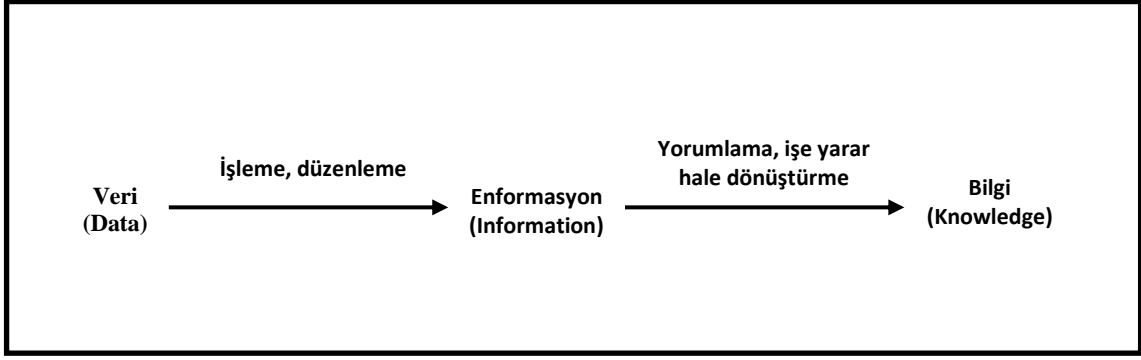 Veri
(Data)
İşleme, düzenleme
Enformasyon
(Information)
Yorumlama, işe yarar
hale dönüştürme
Bilgi
(Knowledge)